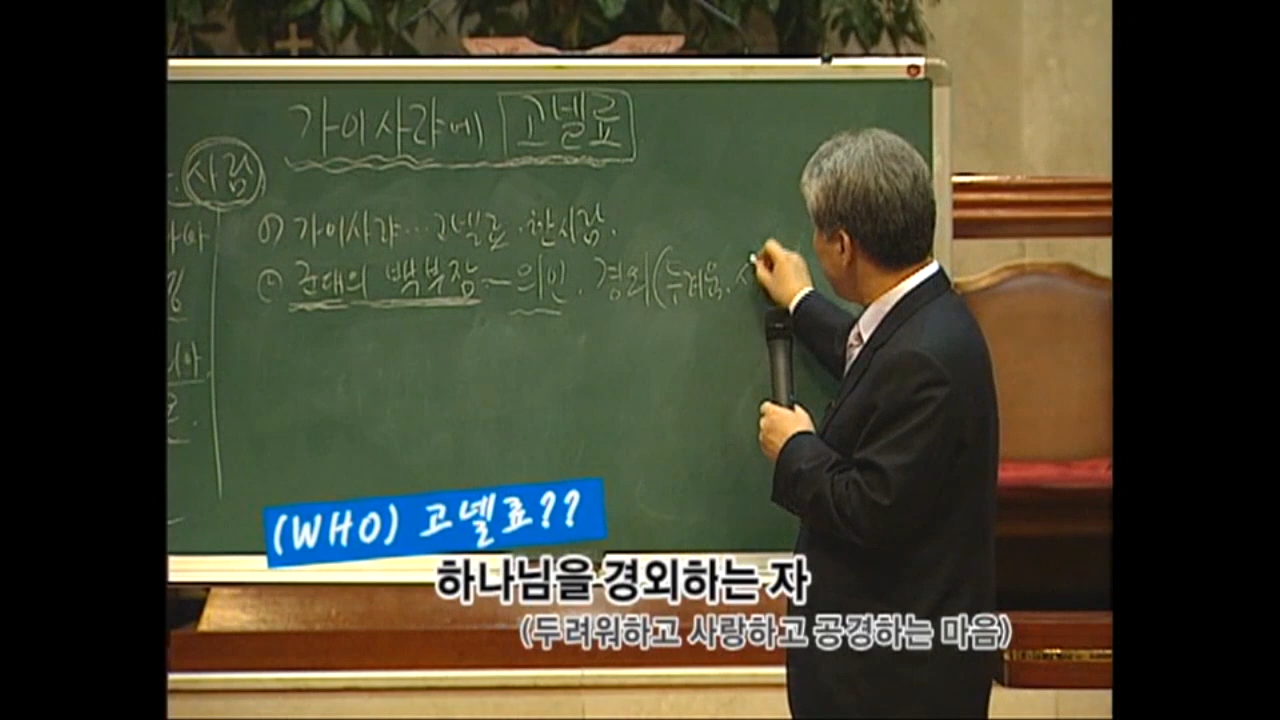 가이사랴에 고넬료
사람
㉠ 가이사랴... 고넬료. 한 사람.
㉡ 군대의 백부장 ~ 의인. 경외(두려움.
(WHO) 고넬료??
하나님을 경외하는 자
(두려워하고 사랑하고 공경하는 마음)